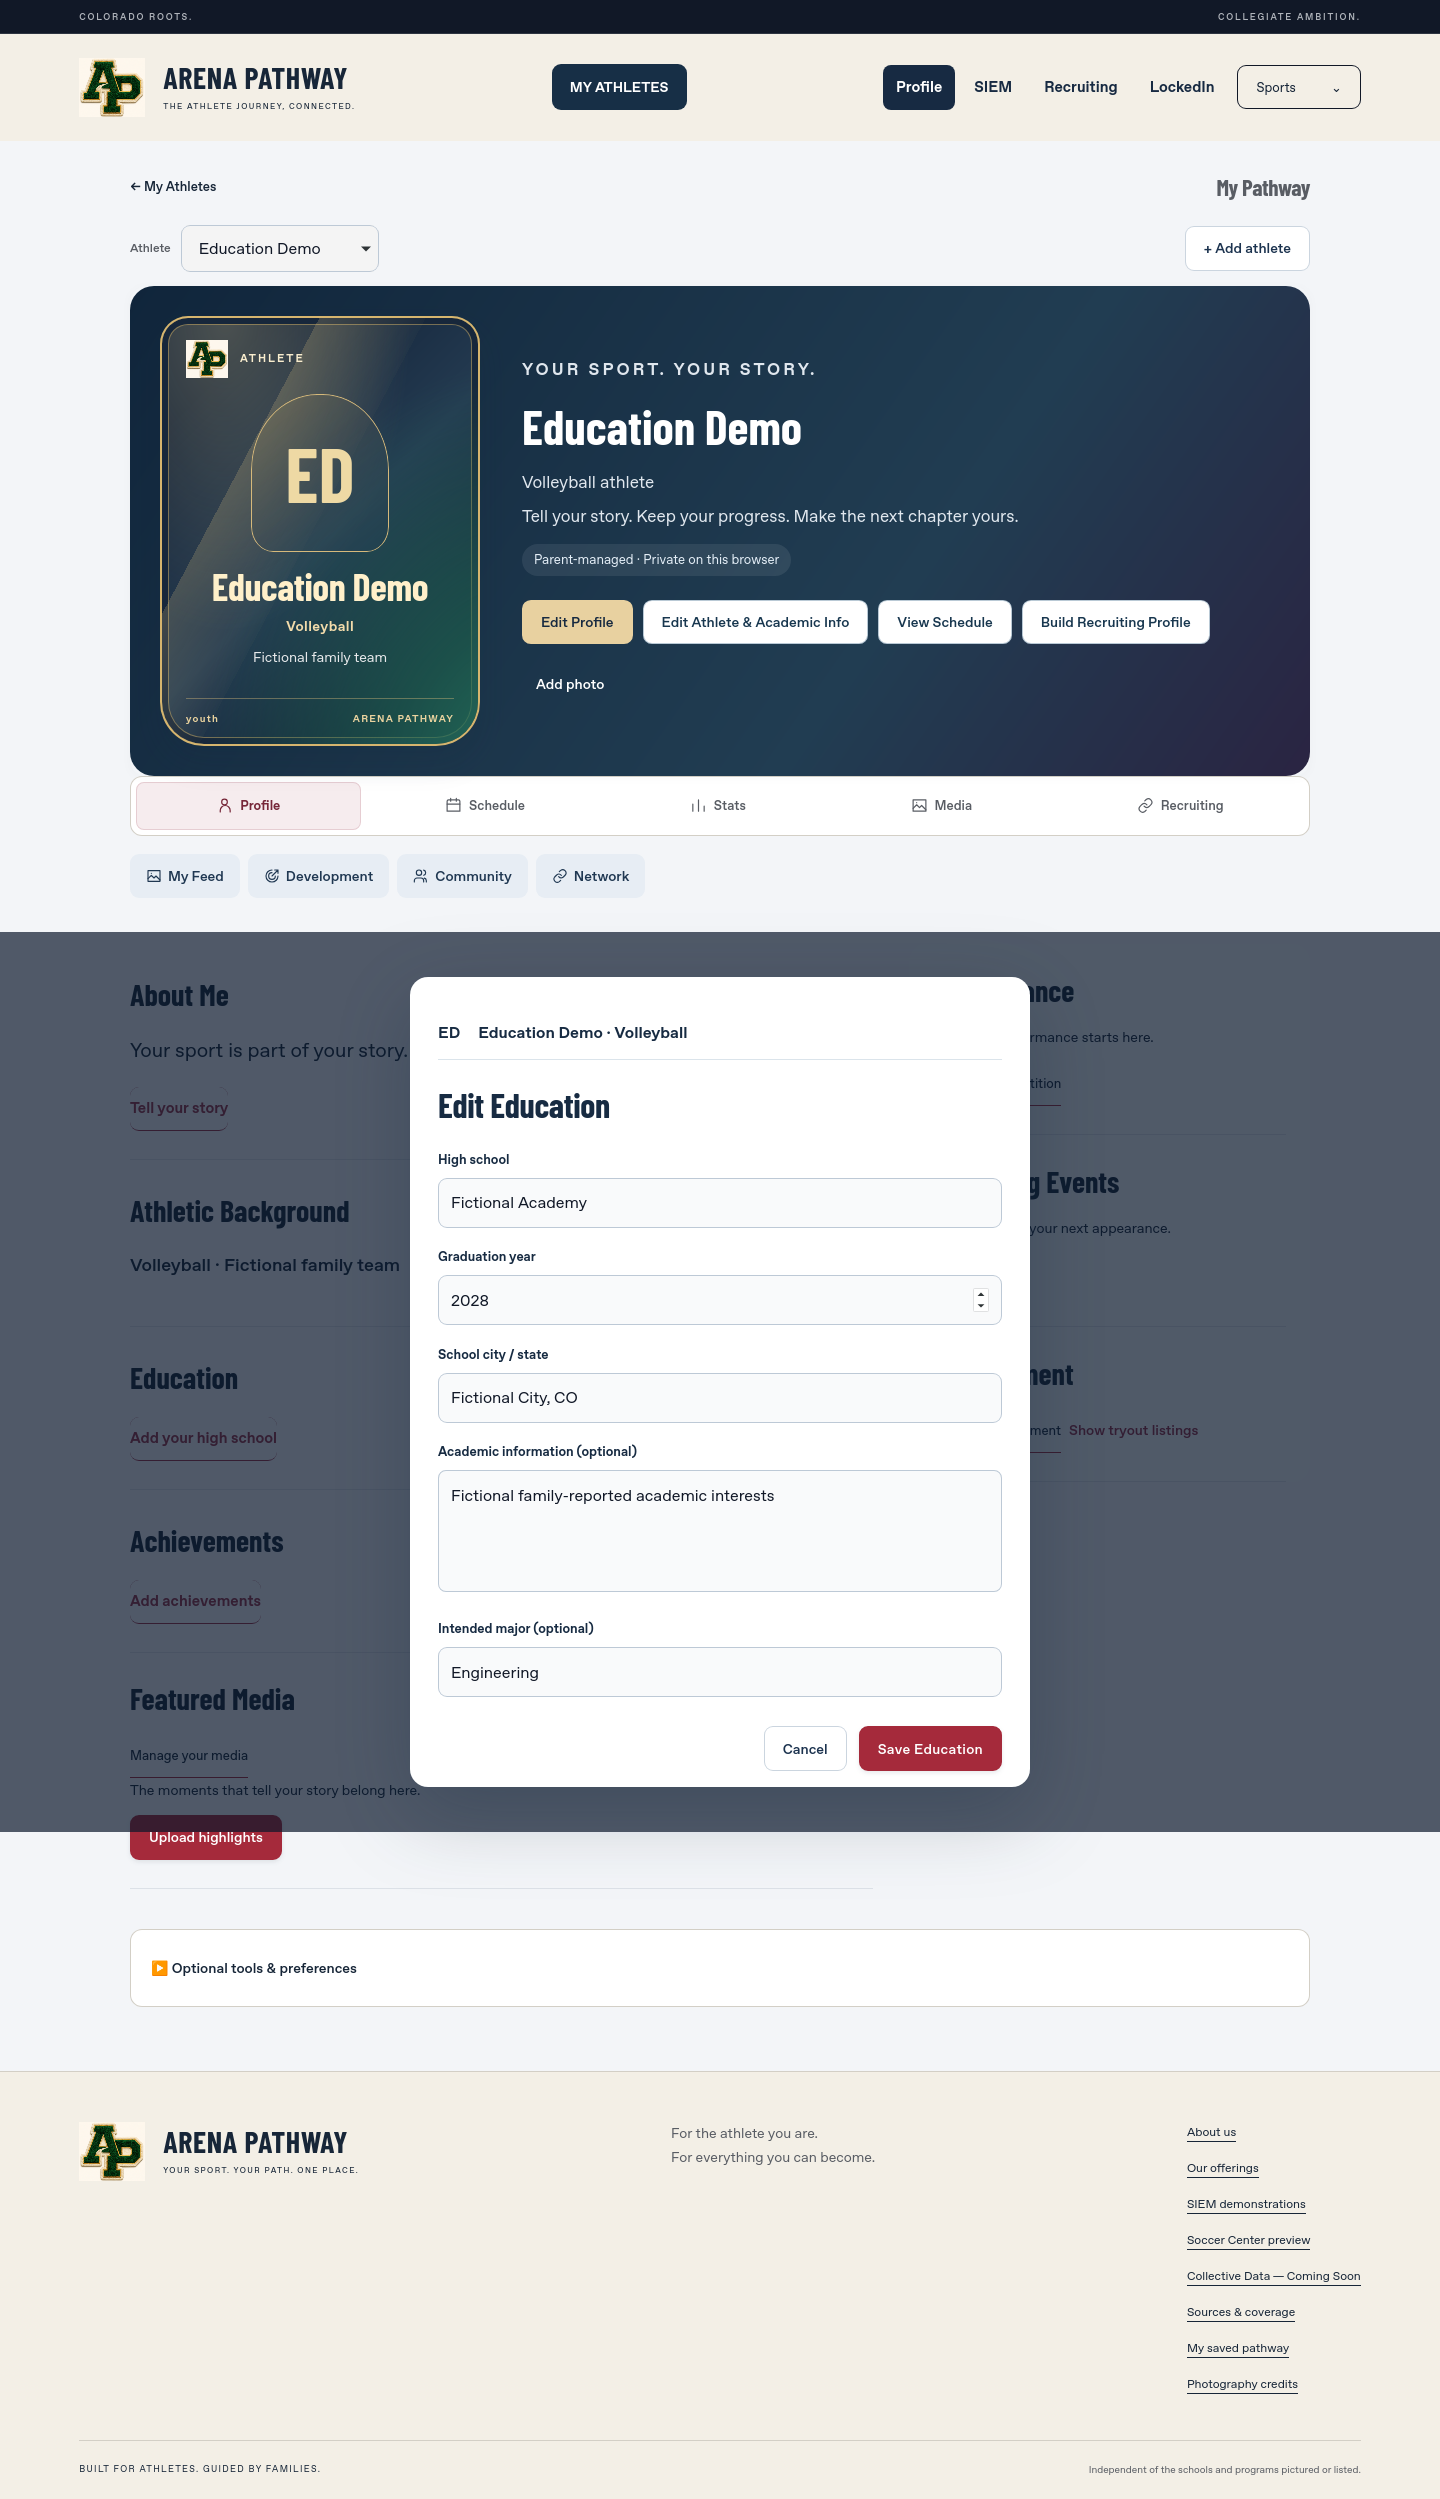 COLORADO ROOTS.
COLLEGIATE AMBITION.
AP
ARENA PATHWAY
THE ATHLETE JOURNEY, CONNECTED.
MY ATHLETES
Profile
SIEM
Recruiting
LockedIn
Sports
← My Athletes
My Pathway
Athlete
Education Demo
+ Add athlete
AP
ATHLETE
ED
Education Demo
Volleyball
Fictional family team
youth
ARENA PATHWAY
YOUR SPORT. YOUR STORY.
Education Demo
Volleyball athlete
Tell your story. Keep your progress. Make the next chapter yours.
Parent-managed · Private on this browser
Edit Profile
Edit Athlete & Academic Info
View Schedule
Build Recruiting Profile
Add photo
Profile
Schedule
Stats
Media
Recruiting
My Feed
Development
Community
Network
About Me
Your sport is part of your story.
Tell your story
Athletic Background
Volleyball · Fictional family team
Education
Add your high school
Achievements
Add achievements
Featured Media
Manage your media
The moments that tell your story belong here.
Upload highlights
ED
Education Demo · Volleyball
Edit Education
High school
Fictional Academy
Graduation year
2028
School city / state
Fictional City, CO
Academic information (optional)
Fictional family-reported academic interests
Intended major (optional)
Engineering
Cancel
Save Education
starts here.
Events
your next appearance.
Show tryout listings
Optional tools & preferences
AP
ARENA PATHWAY
YOUR SPORT. YOUR PATH. ONE PLACE.
For the athlete you are.
For everything you can become.
About us
Our offerings
SIEM demonstrations
Soccer Center preview
Collective Data — Coming Soon
Sources & coverage
My saved pathway
Photography credits
BUILT FOR ATHLETES. GUIDED BY FAMILIES.
Independent of the schools and programs pictured or listed.